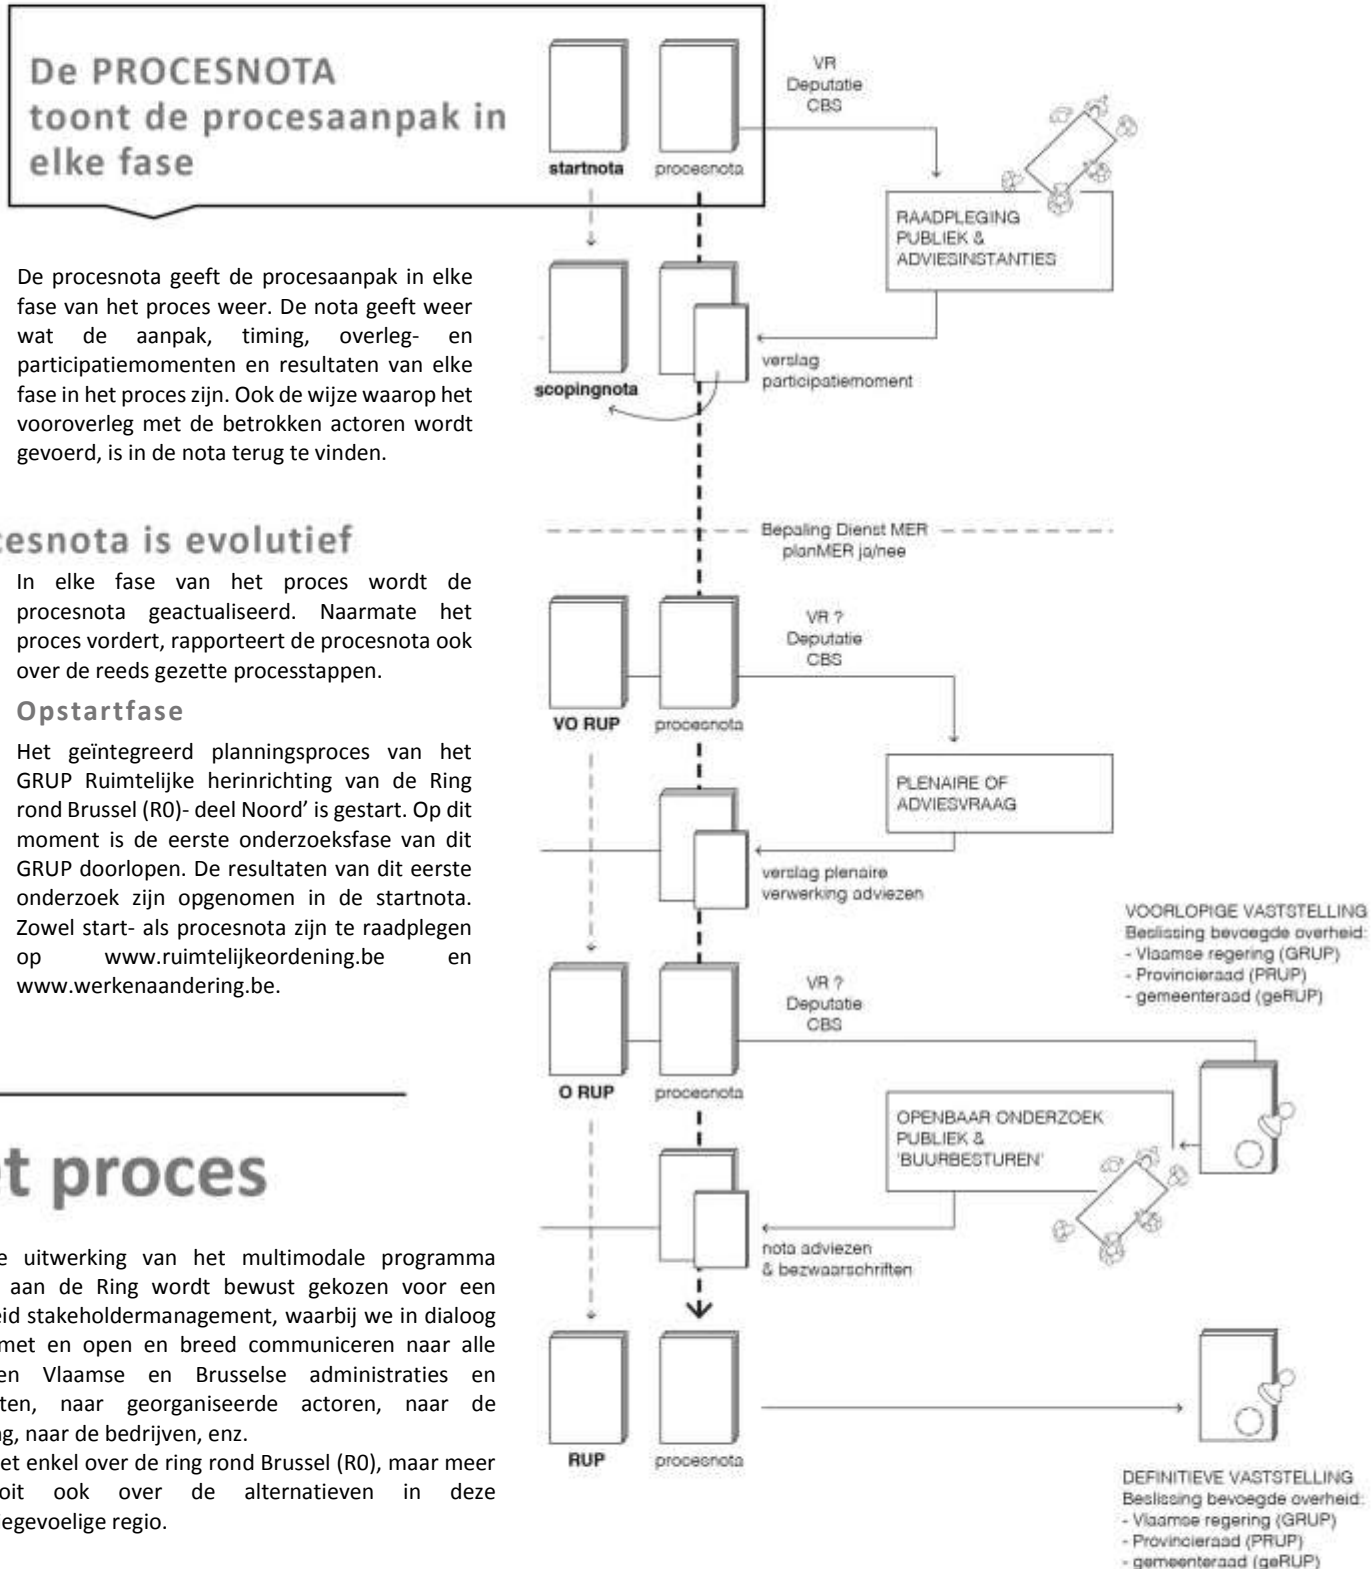 De PROCESNOTA
toont de procesaanpak in
elke fase
De procesnota geeft de procesaanpak in elke
fase van het proces weer. De nota geeft weer
wat de aanpak, timing, overleg- en
participatiemomenten en resultaten van elke
fase in het proces zijn. Ook de wijze waarop het
vooroverleg met de betrokken actoren wordt
gevoerd, is in de nota terug te vinden.
cesnota is evolutief
In elke fase van het proces wordt de
procesnota geactualiseerd. Naarmate het
proces vordert, rapporteert de procesnota ook
over de reeds gezette processtappen.
Opstartfase
Het geïntegreerd planningsproces van het
GRUP Ruimtelijke herinrichting van de Ring
rond Brussel (R0)- deel Noord’ is gestart. Op dit
moment is de eerste onderzoeksfase van dit
GRUP doorlopen. De resultaten van dit eerste
onderzoek zijn opgenomen in de startnota.
Zowel start- als procesnota zijn te raadplegen
op www.ruimtelijkeordening.be en
www.werkenaandering.be.
t proces
e uitwerking van het multimodale programma
aan de Ring wordt bewust gekozen voor een
eid stakeholdermanagement, waarbij we in dialoog
met en open en breed communiceren naar alle
en Vlaamse en Brusselse administraties en
ten, naar georganiseerde actoren, naar de
ng, naar de bedrijven, enz.
et enkel over de ring rond Brussel (R0), maar meer
oit ook over de alternatieven in deze
iegevoelige regio.
startnota
procesnota
VR
Deputatie
CBS
RAADPLEGING
PUBLIEK &
ADVIESINSTANTIES
scopingnota
verslag
participatiemoment
Bepaling Dienst MER
planMER ja/nee
VO RUP
procesnota
VR ?
Deputatie
CBS
PLENAIRE OF
ADVIESVRAAG
verslag plenaire
verwerking adviezen
VOORLOPIGE VASTSTELLING
Beslissing bevoegde overheid:
- Vlaamse regering (GRUP)
- Provincieraad (PRUP)
- gemeenteraad (geRUP)
O RUP
procesnota
VR ?
Deputatie
CBS
OPENBAAR ONDERZOEK
PUBLIEK &
'BUURBESTUREN'
nota adviezen
& bezwaarschriften
RUP
procesnota
DEFINITIEVE VASTSTELLING
Beslissing bevoegde overheid:
- Vlaamse regering (GRUP)
- Provincieraad (PRUP)
- gemeenteraad (geRUP)